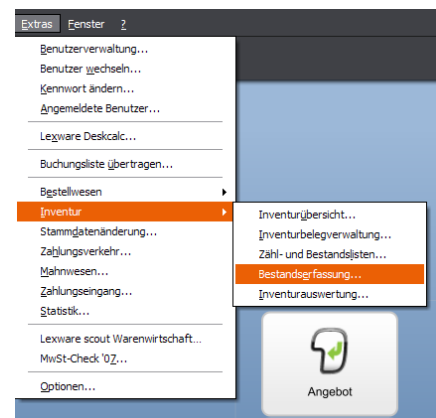 Extras Fenster ?
Benutzerverwaltung...
Benutzer wechseln...
Kennwort ändern...
Angemeldete Benutzer...
Lexware Deskcalc...
Buchungsliste übertragen...
Bestellwesen
Inventur
Stammdatenänderung...
Zahlungsverkehr...
Mahnwesen...
Zahlungseingang...
Statistik...
Lexware scout Warenwirtschaft...
MwSt-Check '07...
Optionen...
Inventurübersicht...
Inventurbelegverwaltung...
Zähl- und Bestandslisten...
Bestandserfassung...
Inventurauswertung...
Angebot